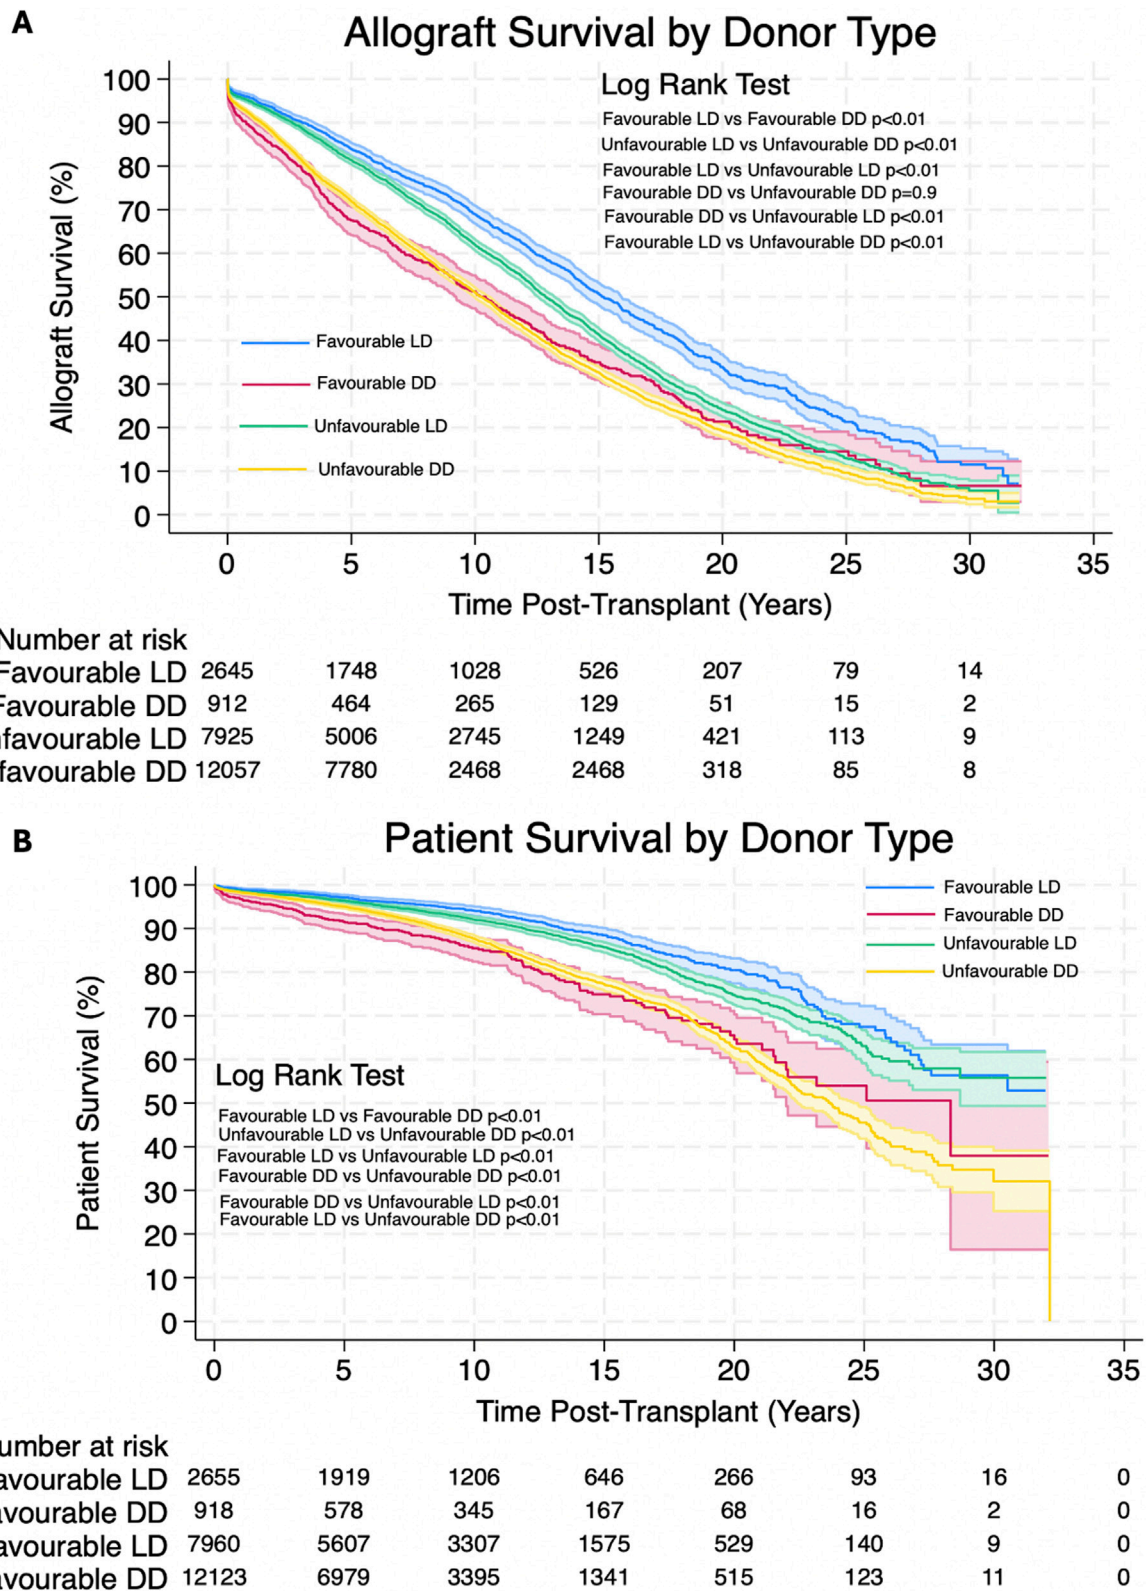 A
Allograft Survival by Donor Type
Log Rank Test
Favourable LD vs Favourable DD p<0.01
Unfavourable LD vs Unfavourable DD p<0.01
Favourable LD vs Unfavourable LD p<0.01
Favourable DD vs Unfavourable DD p=0.9
Favourable DD vs Unfavourable LD p<0.01
Favourable LD vs Unfavourable DD p<0.01
Allograft Survival (%)
100
90
80
70
60
50
40
30
20
10
0
Favourable LD
Favourable DD
Unfavourable LD
Unfavourable DD
0 5 10 15 20 25 30 35
Time Post-Transplant (Years)
Number at risk
Favourable LD 2645 1748 1028 526 207 79 14
avourable DD 912 464 265 129 51 15 2
nfavourable LD 7925 5006 2745 1249 421 113 9
favourable DD 12057 7780 2468 2468 318 85 8
B
Patient Survival by Donor Type
Favourable LD
Favourable DD
Unfavourable LD
Unfavourable DD
Patient Survival (%)
100
90
80
70
60
50
40
30
20
10
0
Log Rank Test
Favourable LD vs Favourable DD p<0.01
Unfavourable LD vs Unfavourable DD p<0.01
Favourable LD vs Unfavourable LD p<0.01
Favourable DD vs Unfavourable DD p<0.01
Favourable DD vs Unfavourable LD p<0.01
Favourable LD vs Unfavourable DD p<0.01
0 5 10 15 20 25 30 35
Time Post-Transplant (Years)
umber at risk
avourable LD 2655 1919 1206 646 266 93 16 0
avourable DD 918 578 345 167 68 16 2 0
avourable LD 7960 5607 3307 1575 529 140 9 0
avourable DD 12123 6979 3395 1341 515 123 11 0